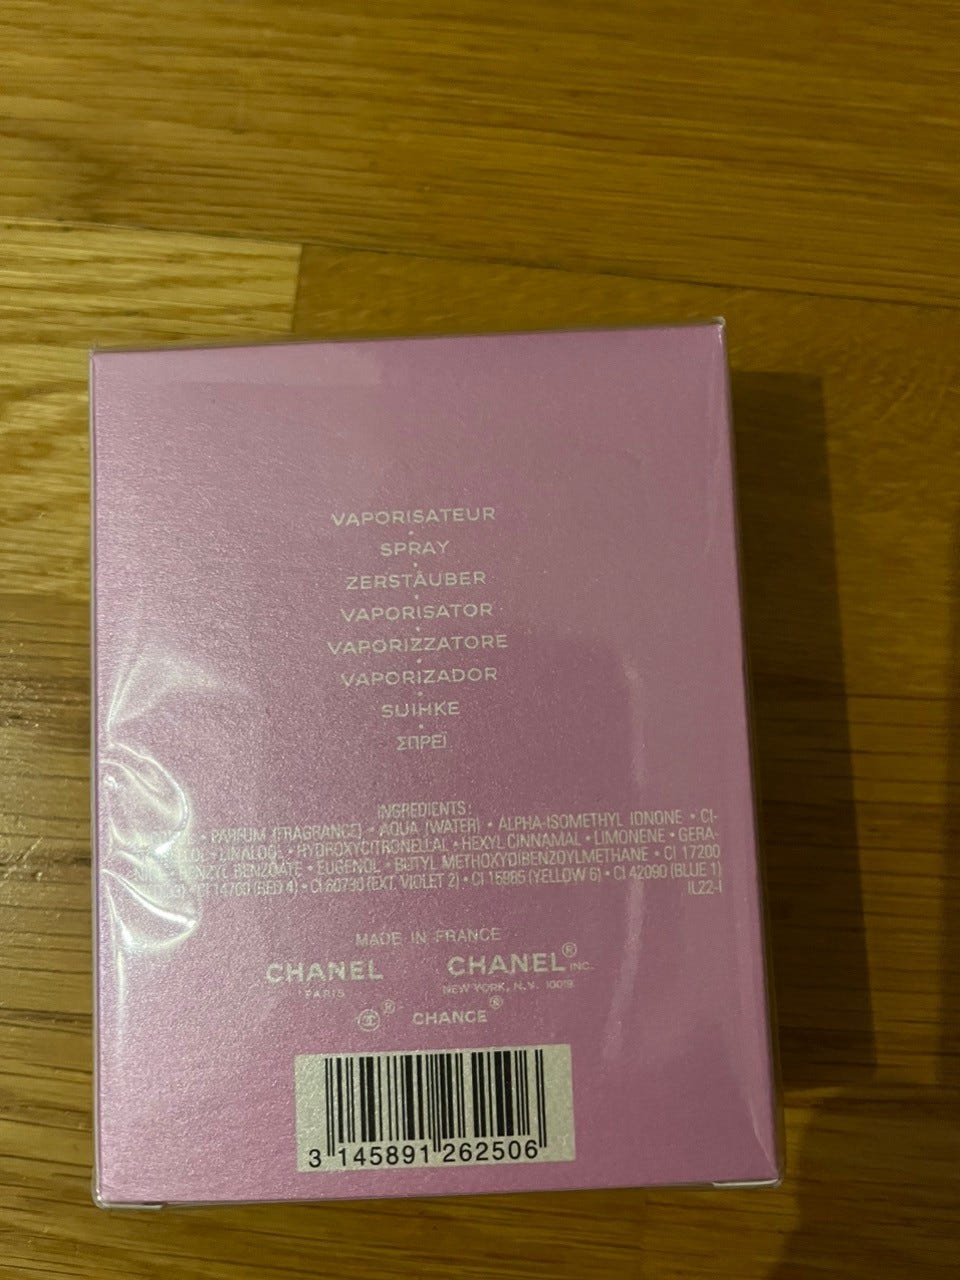 VAPORISATEUR
•
SPRAY
•
ZERSTÄUBER
•
VAPORISATOR
•
VAPORIZZATORE
•
VAPORIZADOR
•
SUIHKE
•
ΣΠΡΕΪ
INGREDIENTS:
• PARFUM (FRAGRANCE) • AQUA (WATER) • ALPHA-ISOMETHYL IONONE • CI-
• LINALOOL • HYDROXYCITRONELLAL • HEXYL CINNAMAL • LIMONENE • GERA-
BENZYL BENZOATE • EUGENOL • BUTYL METHOXYDIBENZOYLMETHANE • CI 17200
• CI 14700 (RED 4) • CI 60730 (EXT. VIOLET 2) • CI 15985 (YELLOW 6) • CI 42090 (BLUE 1)
IL22-I
MADE IN FRANCE
CHANEL CHANEL® INC.
PARIS NEW YORK, N.Y. 10019
® CHANCE®
3 145891 262506